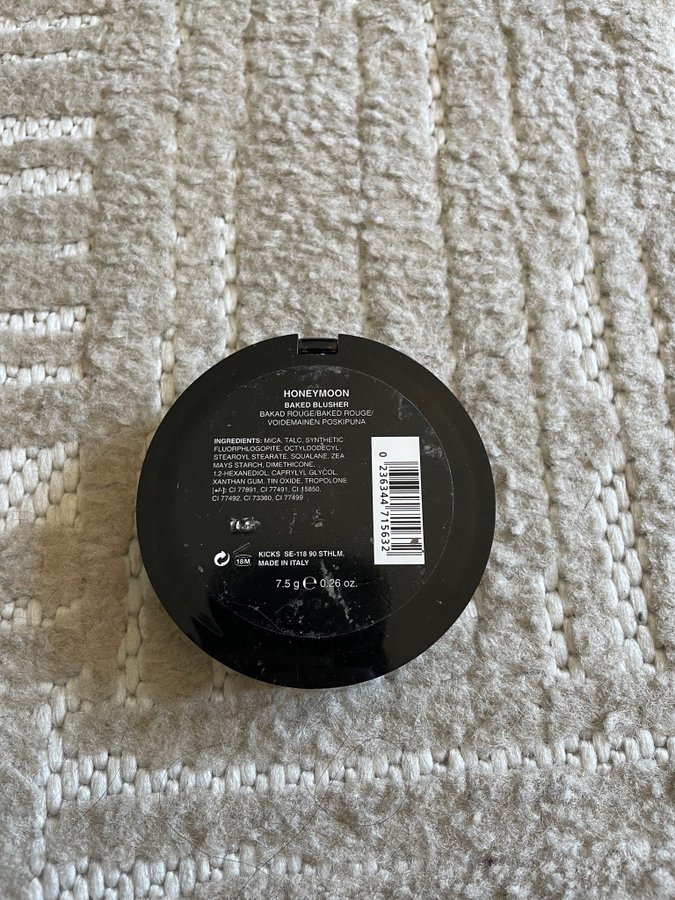 HONEYMOON
BAKED BLUSHER
BAKAD ROUGE/BAKED ROUGE/
VOIDEMAINEN POSKIPUNA
INGREDIENTS: MICA, TALC, SYNTHETIC
FLUORPHLOGOPITE, OCTYLDODECYL
STEAROYL STEARATE, SQUALANE, ZEA
MAYS STARCH, DIMETHICONE,
1,2-HEXANEDIOL, CAPRYLYL GLYCOL,
XANTHAN GUM, TIN OXIDE, TROPOLONE
[+/-]: CI 77891, CI 77491, CI 15850,
CI 77492, CI 73360, CI 77499
0 236344 715632
18M
KICKS SE-118 90 STHLM.
MADE IN ITALY
7.5 g ℮ 0.26 oz.